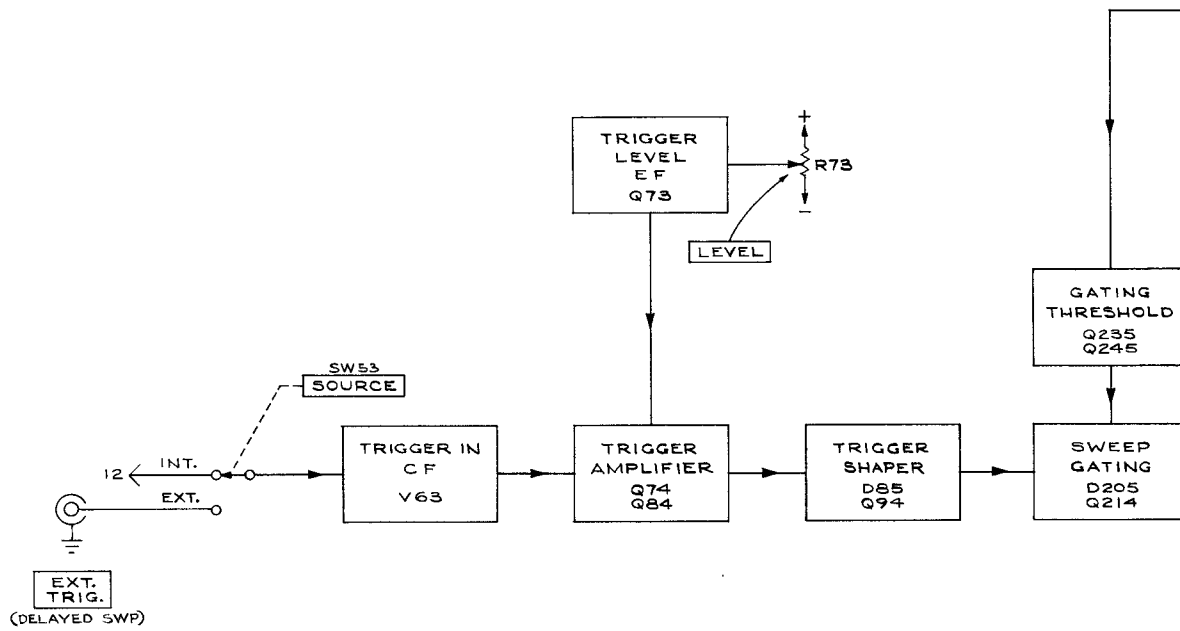 TRIGGER
LEVEL
EF
Q73
+
R73
−
LEVEL
GATING
THRESHOLD
Q235
Q245
SW53
SOURCE
12
INT.
EXT.
TRIGGER IN
CF
V63
TRIGGER
AMPLIFIER
Q74
Q84
TRIGGER
SHAPER
D85
Q94
SWEEP
GATING
D205
Q214
EXT.
TRIG.
(DELAYED SWP)